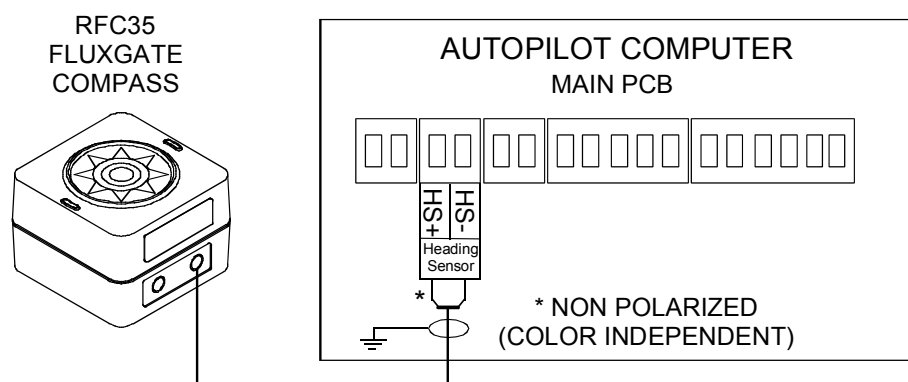 RFC35
FLUXGATE
COMPASS
AUTOPILOT COMPUTER
MAIN PCB
HS+
HS-
Heading
Sensor
*
* NON POLARIZED
(COLOR INDEPENDENT)